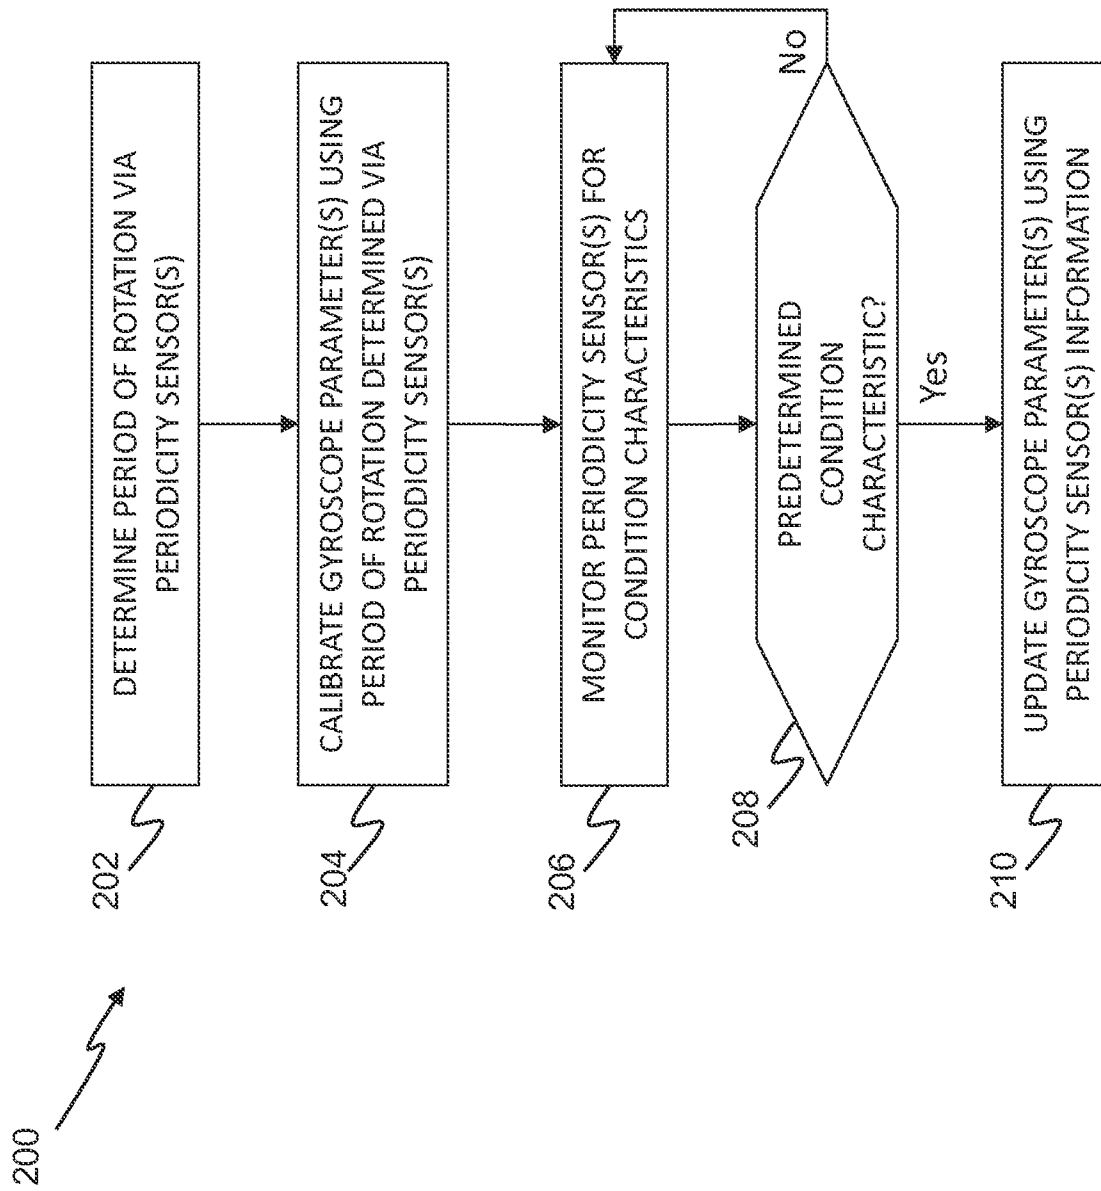 200
202
DETERMINE PERIOD OF ROTATION VIA
PERIODICITY SENSOR(S)
204
CALIBRATE GYROSCOPE PARAMETER(S) USING
PERIOD OF ROTATION DETERMINED VIA
PERIODICITY SENSOR(S)
206
MONITOR PERIODICITY SENSOR(S) FOR
CONDITION CHARACTERISTICS
208
PREDETERMINED
CONDITION
CHARACTERISTIC?
No
Yes
210
UPDATE GYROSCOPE PARAMETER(S) USING
PERIODICITY SENSOR(S) INFORMATION